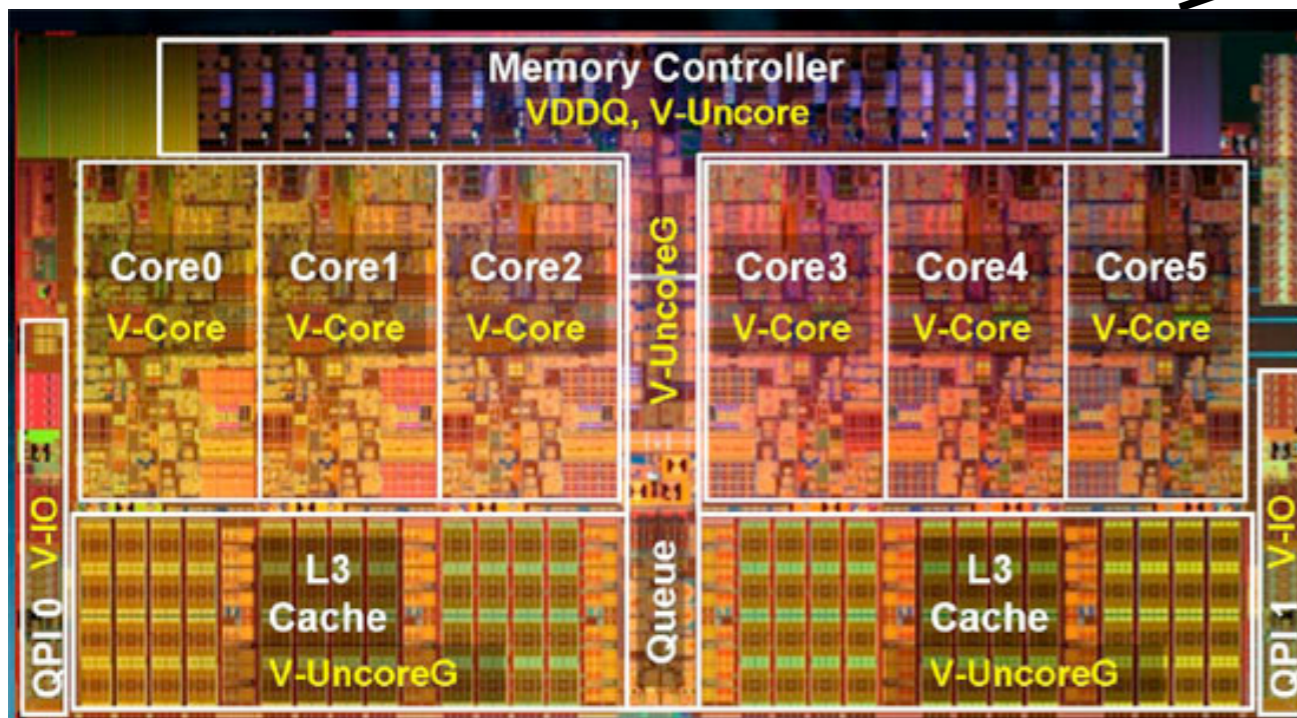 Memory Controller
VDDQ, V-Uncore
Core0
V-Core
Core1
V-Core
Core2
V-Core
V-UncoreG
Core3
V-Core
Core4
V-Core
Core5
V-Core
QPI 0 V-IO
L3
Cache
V-UncoreG
Queue
L3
Cache
V-UncoreG
QPI 1 V-IO